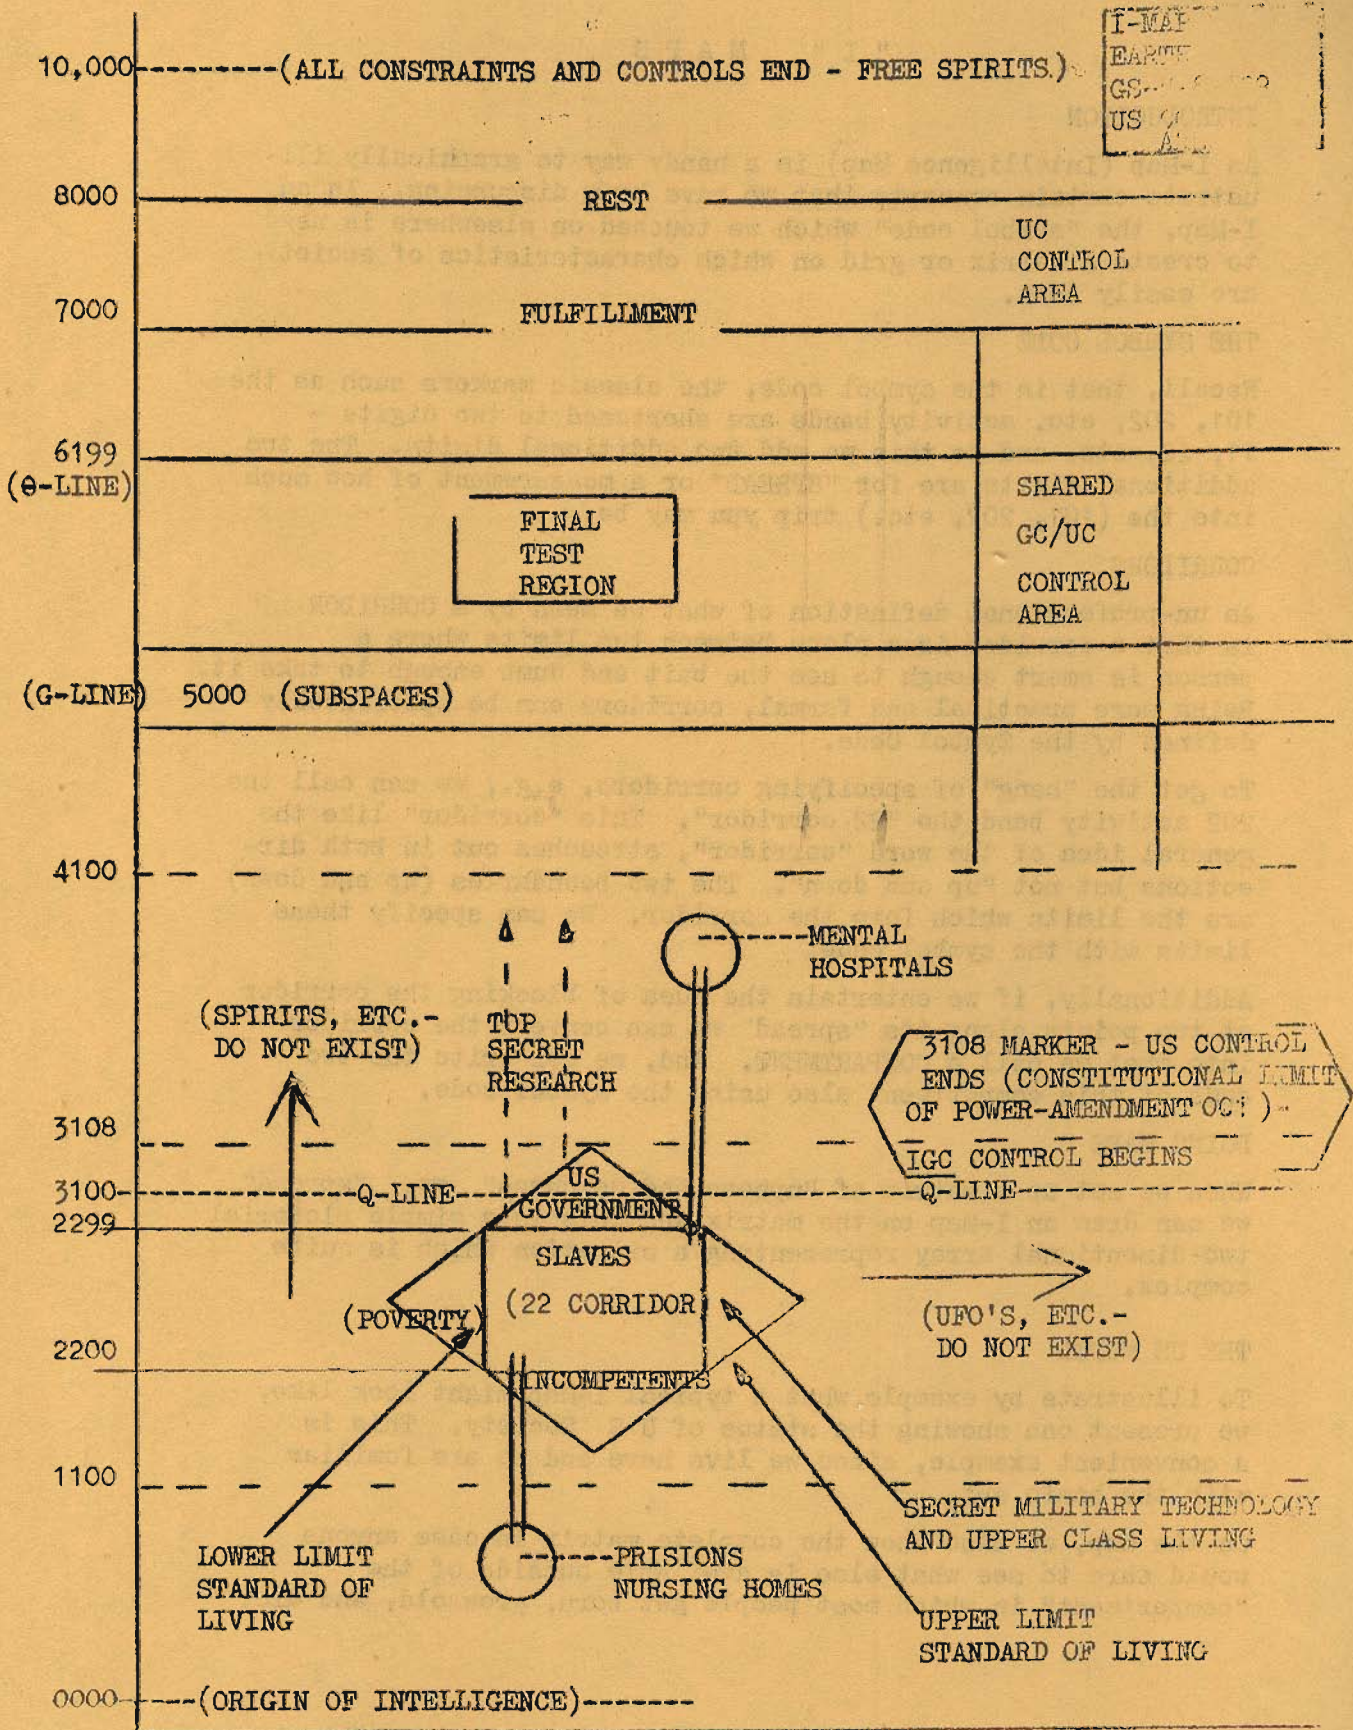 I-MAP
10,000 (ALL CONSTRAINTS AND CONTROLS END - FREE SPIRITS.)
GS-
US
8000 REST
UC
CONTROL
AREA
7000 FULFILLMENT
6199
(θ-LINE)
SHARED
GC/UC
CONTROL
AREA
FINAL
TEST
REGION
(G-LINE) 5000 (SUBSPACES)
4100
MENTAL
HOSPITALS
(SPIRITS, ETC.-
DO NOT EXIST)
TOP
SECRET
RESEARCH
3108 MARKER - US CONTROL
ENDS (CONSTITUTIONAL LIMIT
OF POWER-AMENDMENT )
IGC CONTROL BEGINS
3108
3100 Q-LINE Q-LINE
2299
US
GOVERNMENT
SLAVES
(22 CORRIDOR)
(POVERTY)
(UFO'S, ETC.-
DO NOT EXIST)
2200
INCOMPETENTS
1100
SECRET MILITARY TECHNOLOGY
AND UPPER CLASS LIVING
LOWER LIMIT
STANDARD OF
LIVING
PRISIONS
NURSING HOMES
UPPER LIMIT
STANDARD OF LIVING
0000 (ORIGIN OF INTELLIGENCE)